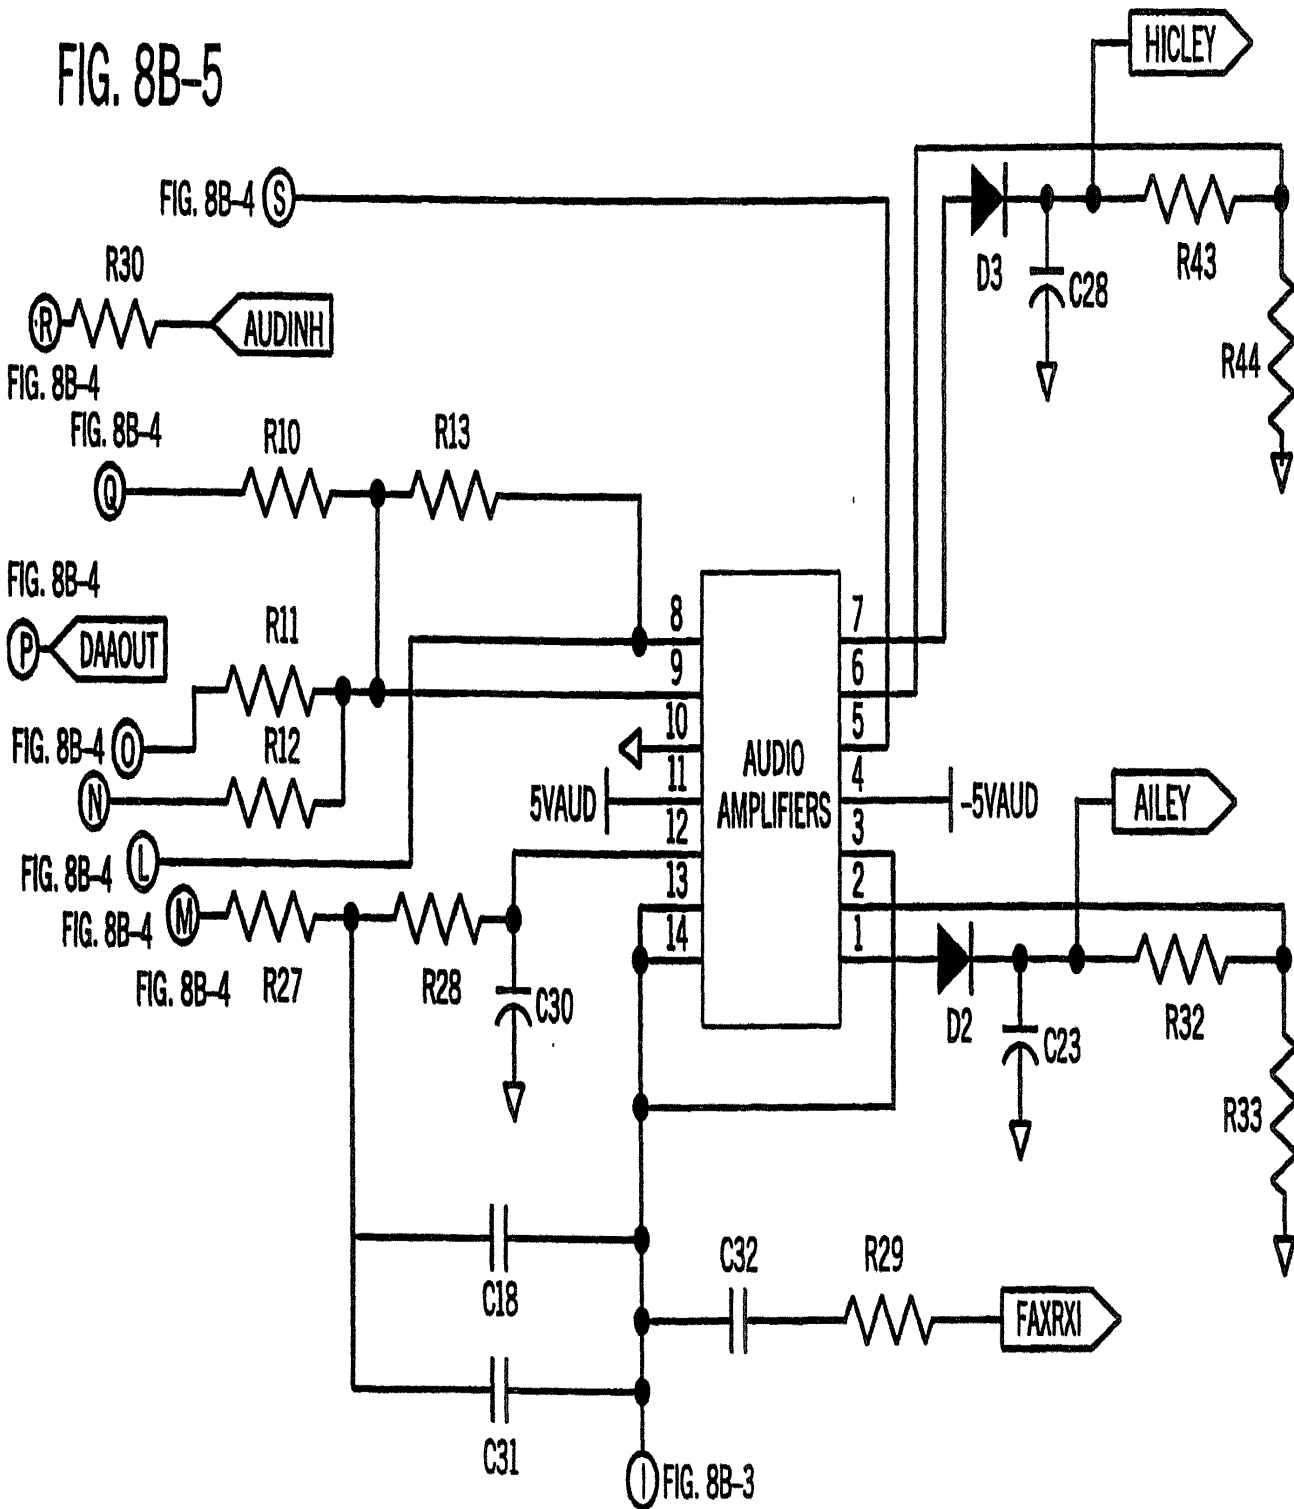 FIG. 8B-5
HICLEY
FIG. 8B-4 S
D3
C28
R43
R44
R30
R
AUDINH
FIG. 8B-4
FIG. 8B-4
Q
R10
R13
FIG. 8B-4
P
DAAOUT
R11
FIG. 8B-4 O
R12
N
FIG. 8B-4 L
FIG. 8B-4 M
FIG. 8B-4
R27
R28
C30
8
9
10
11
12
13
14
5VAUD
AUDIO
AMPLIFIERS
7
6
5
4
3
2
1
-5VAUD
AILEY
D2
C23
R32
R33
C18
C31
C32
R29
FAXRXI
I FIG. 8B-3